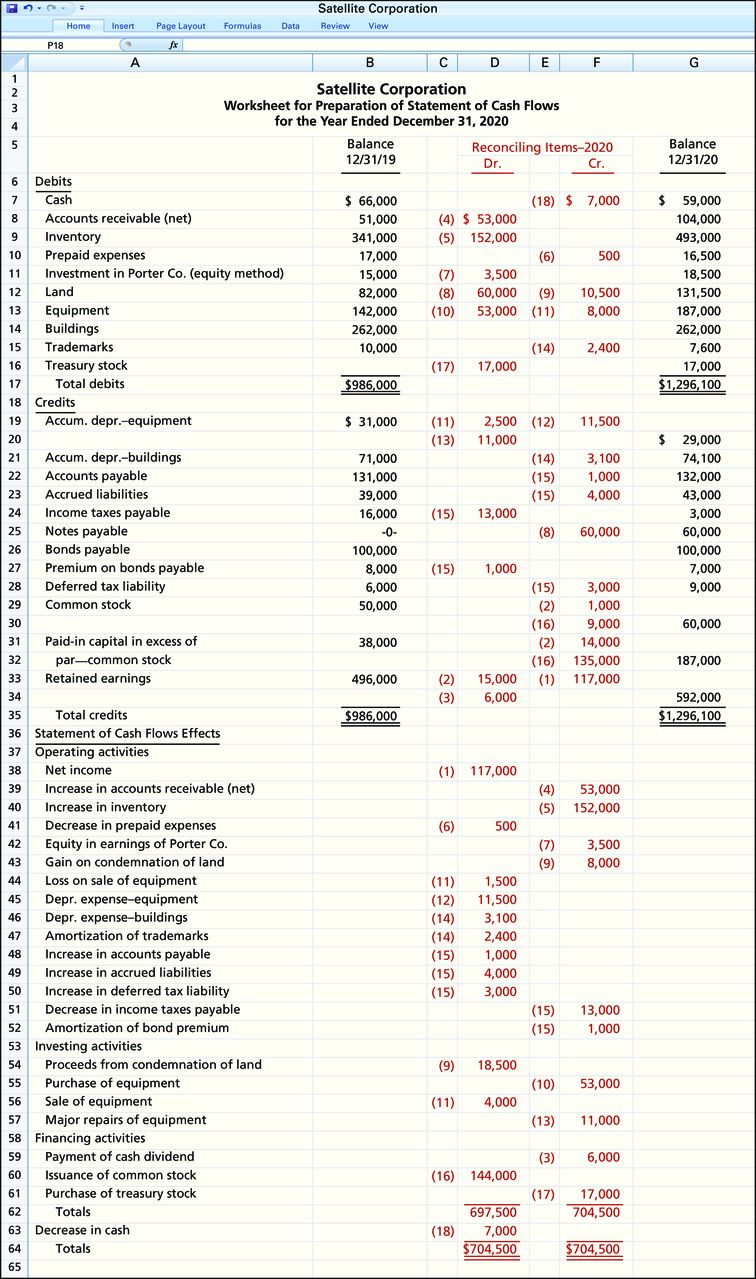 Satellite Corporation
Home Insert Page Layout Formulas Data Review View
P18 fx
A B C D E F G
1
2 Satellite Corporation
3 Worksheet for Preparation of Statement of Cash Flows
4 for the Year Ended December 31, 2020
5 Balance Reconciling Items–2020 Balance
12/31/19 Dr. Cr. 12/31/20
6 Debits
7 Cash $ 66,000 (18) $ 7,000 $ 59,000
8 Accounts receivable (net) 51,000 (4) $ 53,000 104,000
9 Inventory 341,000 (5) 152,000 493,000
10 Prepaid expenses 17,000 (6) 500 16,500
11 Investment in Porter Co. (equity method) 15,000 (7) 3,500 18,500
12 Land 82,000 (8) 60,000 (9) 10,500 131,500
13 Equipment 142,000 (10) 53,000 (11) 8,000 187,000
14 Buildings 262,000 262,000
15 Trademarks 10,000 (14) 2,400 7,600
16 Treasury stock (17) 17,000 17,000
17 Total debits $986,000 $1,296,100
18 Credits
19 Accum. depr.–equipment $ 31,000 (11) 2,500 (12) 11,500
20 (13) 11,000 $ 29,000
21 Accum. depr.–buildings 71,000 (14) 3,100 74,100
22 Accounts payable 131,000 (15) 1,000 132,000
23 Accrued liabilities 39,000 (15) 4,000 43,000
24 Income taxes payable 16,000 (15) 13,000 3,000
25 Notes payable -0- (8) 60,000 60,000
26 Bonds payable 100,000 100,000
27 Premium on bonds payable 8,000 (15) 1,000 7,000
28 Deferred tax liability 6,000 (15) 3,000 9,000
29 Common stock 50,000 (2) 1,000
30 (16) 9,000 60,000
31 Paid-in capital in excess of 38,000 (2) 14,000
32 par—common stock (16) 135,000 187,000
33 Retained earnings 496,000 (2) 15,000 (1) 117,000
34 (3) 6,000 592,000
35 Total credits $986,000 $1,296,100
36 Statement of Cash Flows Effects
37 Operating activities
38 Net income (1) 117,000
39 Increase in accounts receivable (net) (4) 53,000
40 Increase in inventory (5) 152,000
41 Decrease in prepaid expenses (6) 500
42 Equity in earnings of Porter Co. (7) 3,500
43 Gain on condemnation of land (9) 8,000
44 Loss on sale of equipment (11) 1,500
45 Depr. expense–equipment (12) 11,500
46 Depr. expense–buildings (14) 3,100
47 Amortization of trademarks (14) 2,400
48 Increase in accounts payable (15) 1,000
49 Increase in accrued liabilities (15) 4,000
50 Increase in deferred tax liability (15) 3,000
51 Decrease in income taxes payable (15) 13,000
52 Amortization of bond premium (15) 1,000
53 Investing activities
54 Proceeds from condemnation of land (9) 18,500
55 Purchase of equipment (10) 53,000
56 Sale of equipment (11) 4,000
57 Major repairs of equipment (13) 11,000
58 Financing activities
59 Payment of cash dividend (3) 6,000
60 Issuance of common stock (16) 144,000
61 Purchase of treasury stock (17) 17,000
62 Totals 697,500 704,500
63 Decrease in cash (18) 7,000
64 Totals $704,500 $704,500
65